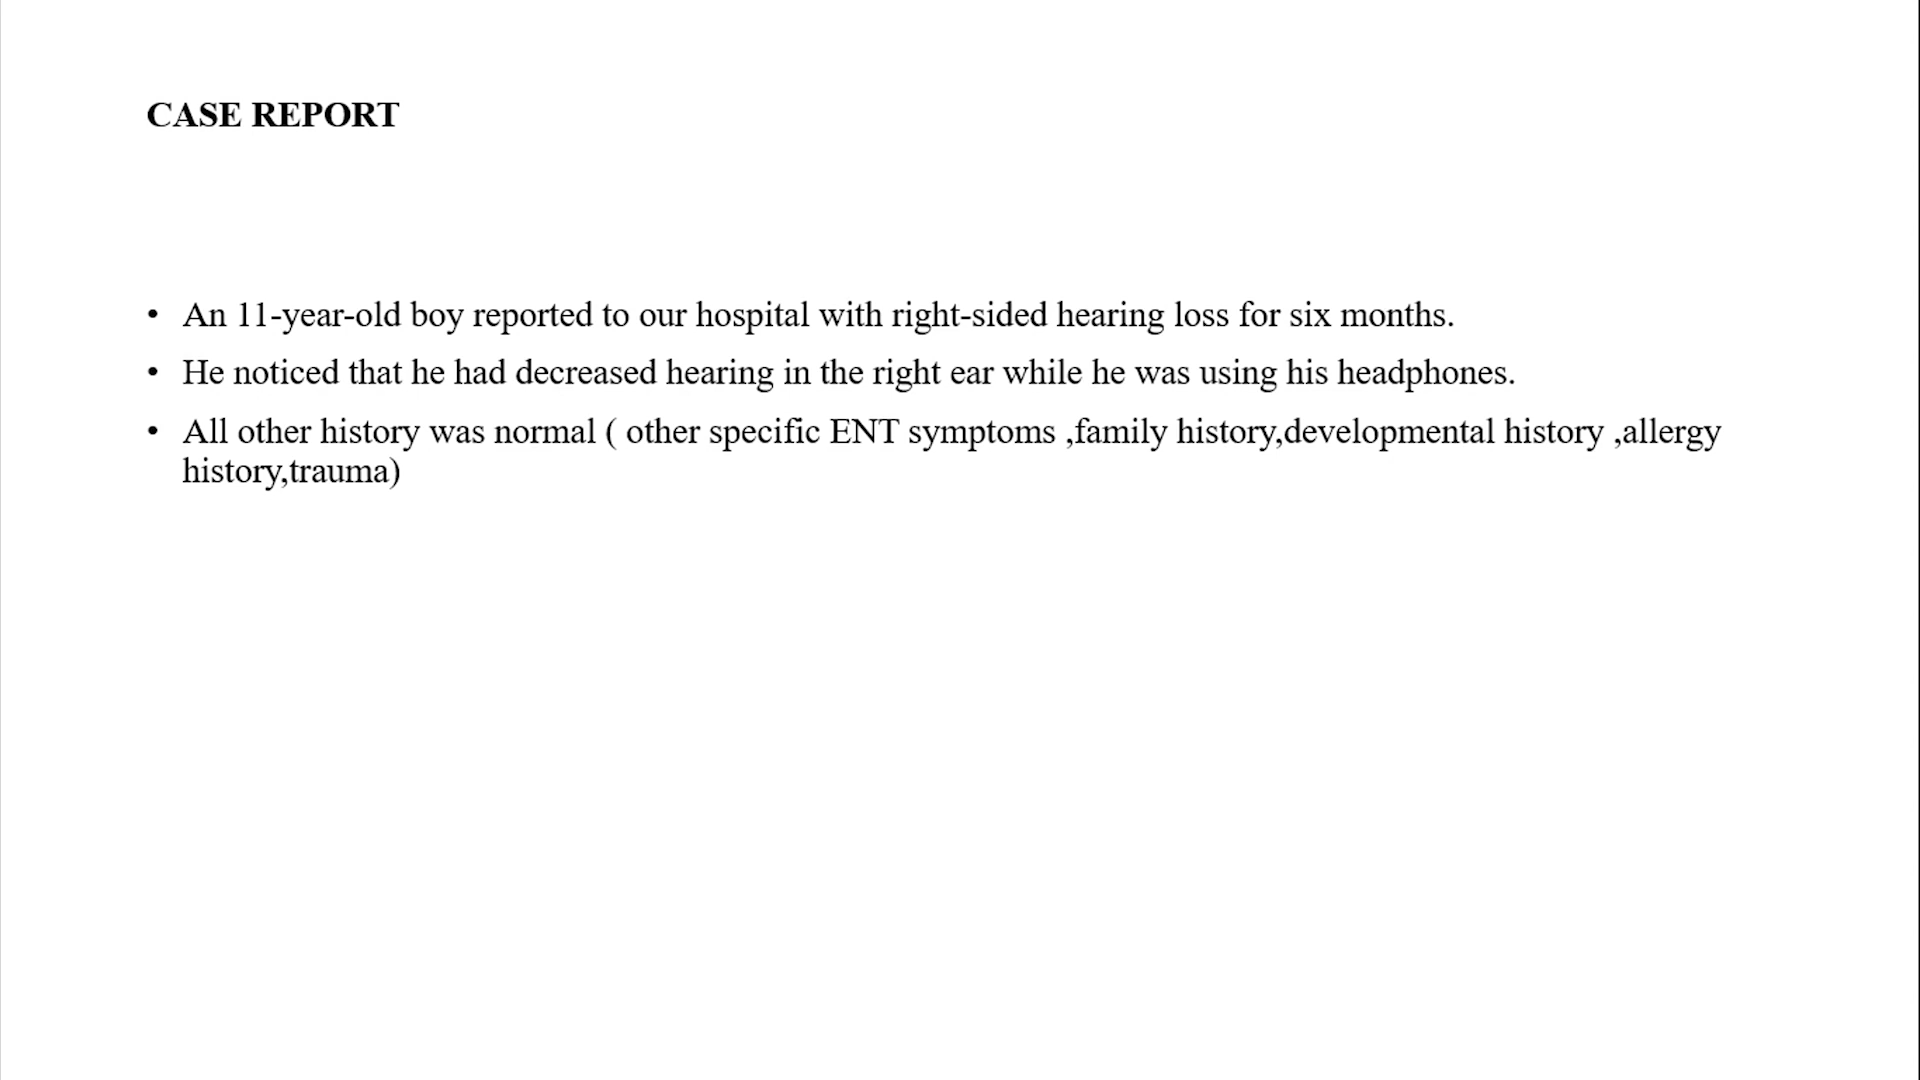 CASE REPORT
• An 11-year-old boy reported to our hospital with right-sided hearing loss for six months.
• He noticed that he had decreased hearing in the right ear while he was using his headphones.
• All other history was normal ( other specific ENT symptoms ,family history,developmental history ,allergy
history,trauma)